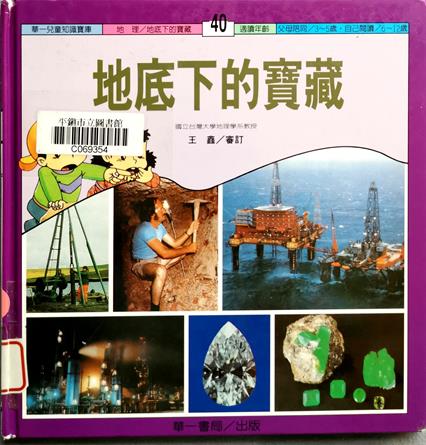 華一兒童知識寶庫
地　理／地底下的寶藏
40
適讀年齡
父母陪同／3～5歲・自己閱讀／6～12歲
地底下的寶藏
國立台灣大學地理學系教授
王　鑫／審訂
平鎮市立圖書館
C069354
華一書局／出版